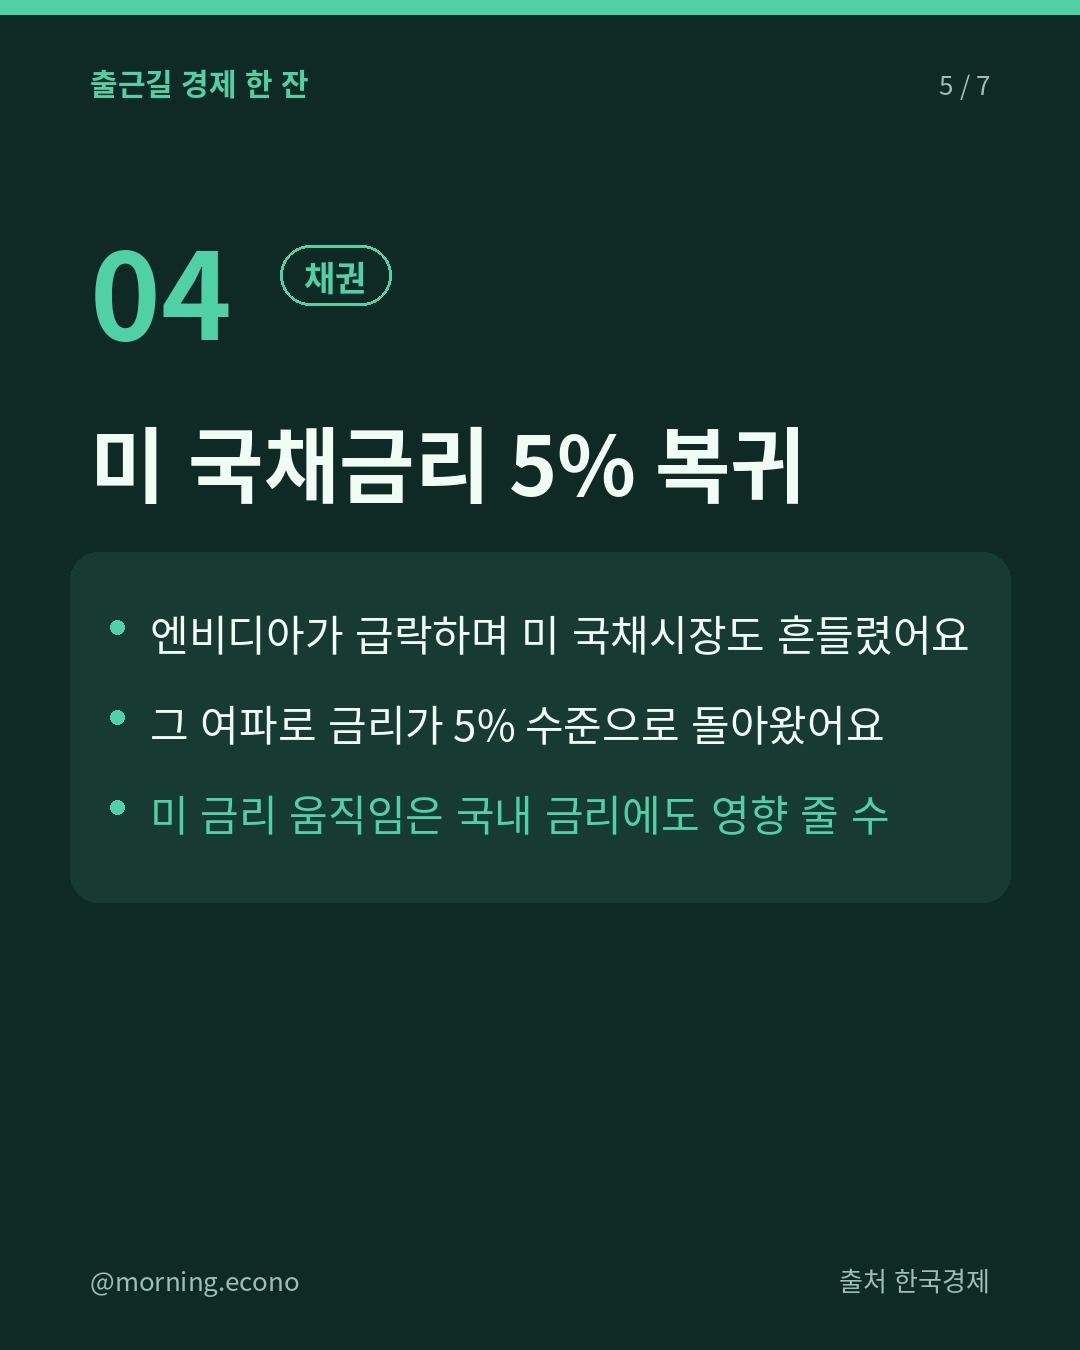 출근길 경제 한 잔
5 / 7
04
채권
미 국채금리 5% 복귀
• 엔비디아가 급락하며 미 국채시장도 흔들렸어요
• 그 여파로 금리가 5% 수준으로 돌아왔어요
• 미 금리 움직임은 국내 금리에도 영향 줄 수
@morning.econo
출처 한국경제